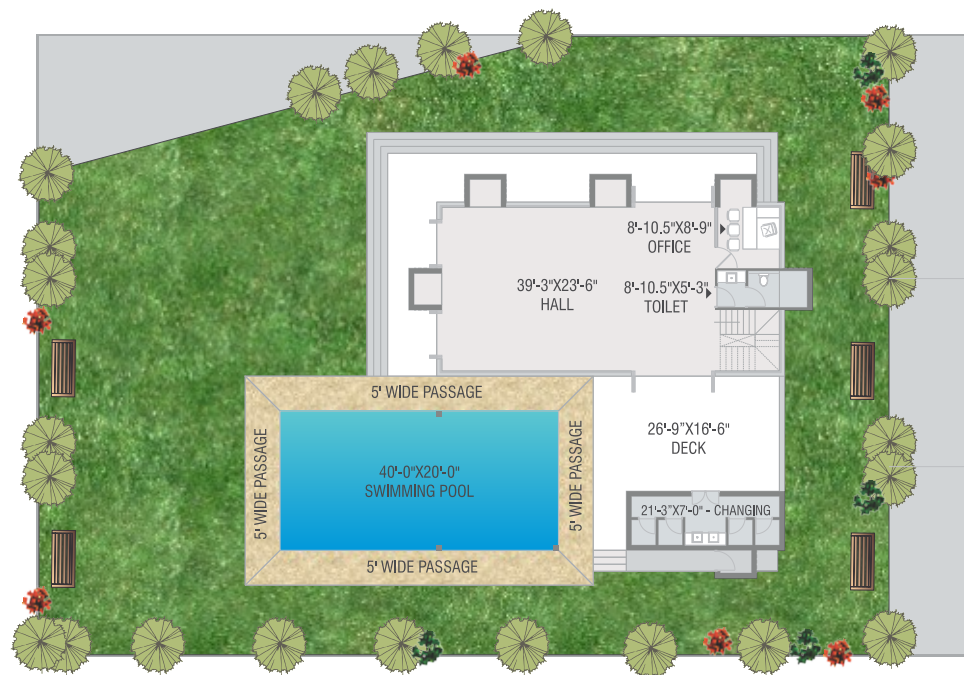 8'-10.5"X8'-9"
OFFICE
39'-3"X23'-6"
HALL
8'-10.5"X5'-3"
TOILET
5' WIDE PASSAGE
26'-9"X16'-6"
DECK
5' WIDE PASSAGE
40'-0"X20'-0"
SWIMMING POOL
5' WIDE PASSAGE
21'-3"X7'-0" - CHANGING
5' WIDE PASSAGE